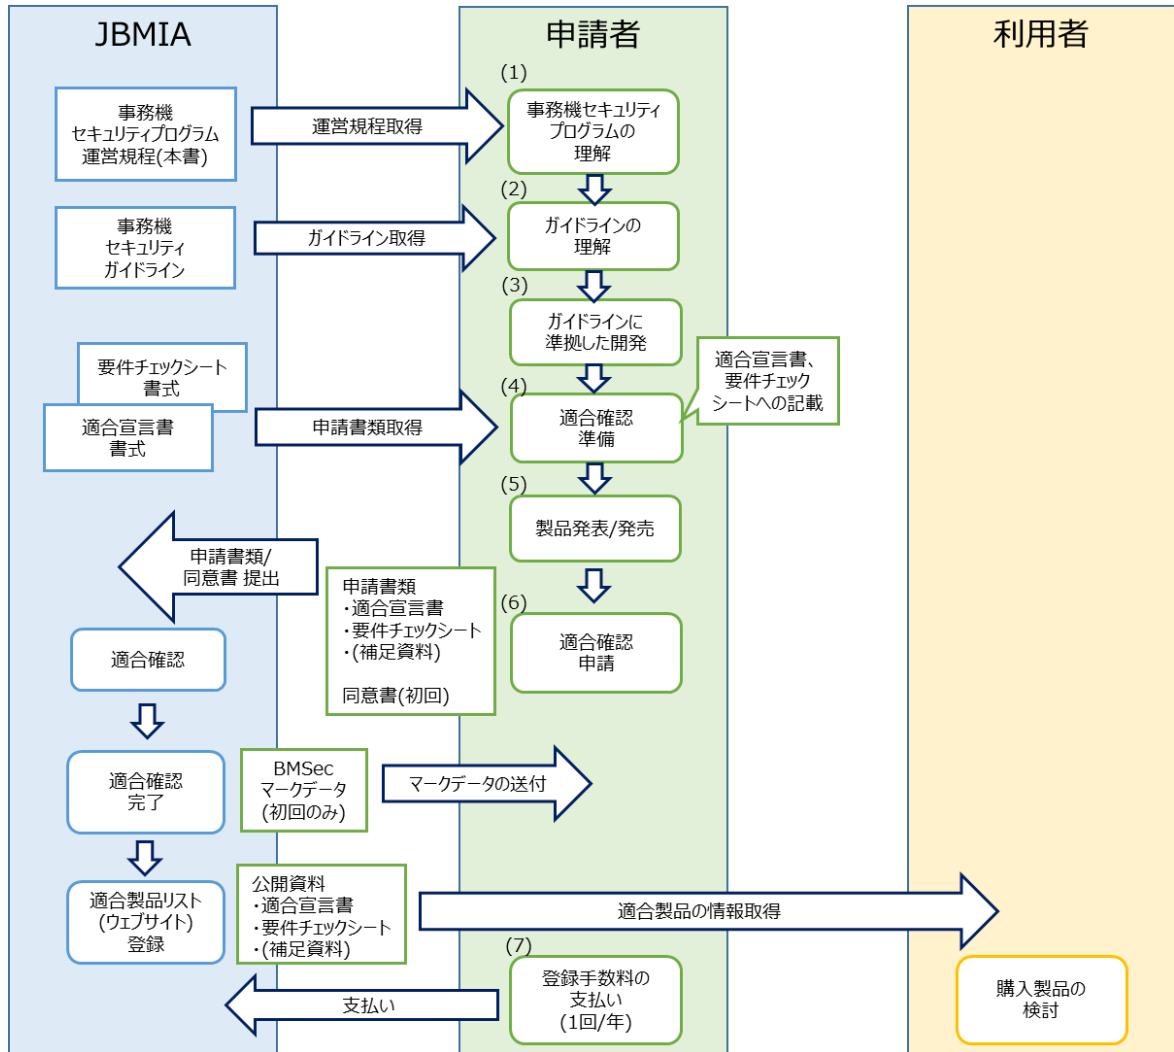 JBMIA
申請者
利用者
事務機
セキュリティプログラム
運営規程(本書)
運営規程取得
(1)
事務機セキュリティ
プログラムの
理解
事務機
セキュリティ
ガイドライン
ガイドライン取得
(2)
ガイドラインの
理解
(3)
ガイドラインに
準拠した開発
要件チェックシート
書式
適合宣言書
書式
申請書類取得
(4)
適合確認
準備
適合宣言書、
要件チェック
シートへの記載
(5)
製品発表/発売
申請書類/
同意書 提出
申請書類
・適合宣言書
・要件チェックシート
・(補足資料)
同意書(初回)
(6)
適合確認
申請
適合確認
適合確認
完了
BMSec
マークデータ
(初回のみ)
マークデータの送付
適合製品リスト
(ウェブサイト)
登録
公開資料
・適合宣言書
・要件チェックシート
・(補足資料)
適合製品の情報取得
(7)
登録手数料の
支払い
(1回/年)
支払い
購入製品の
検討